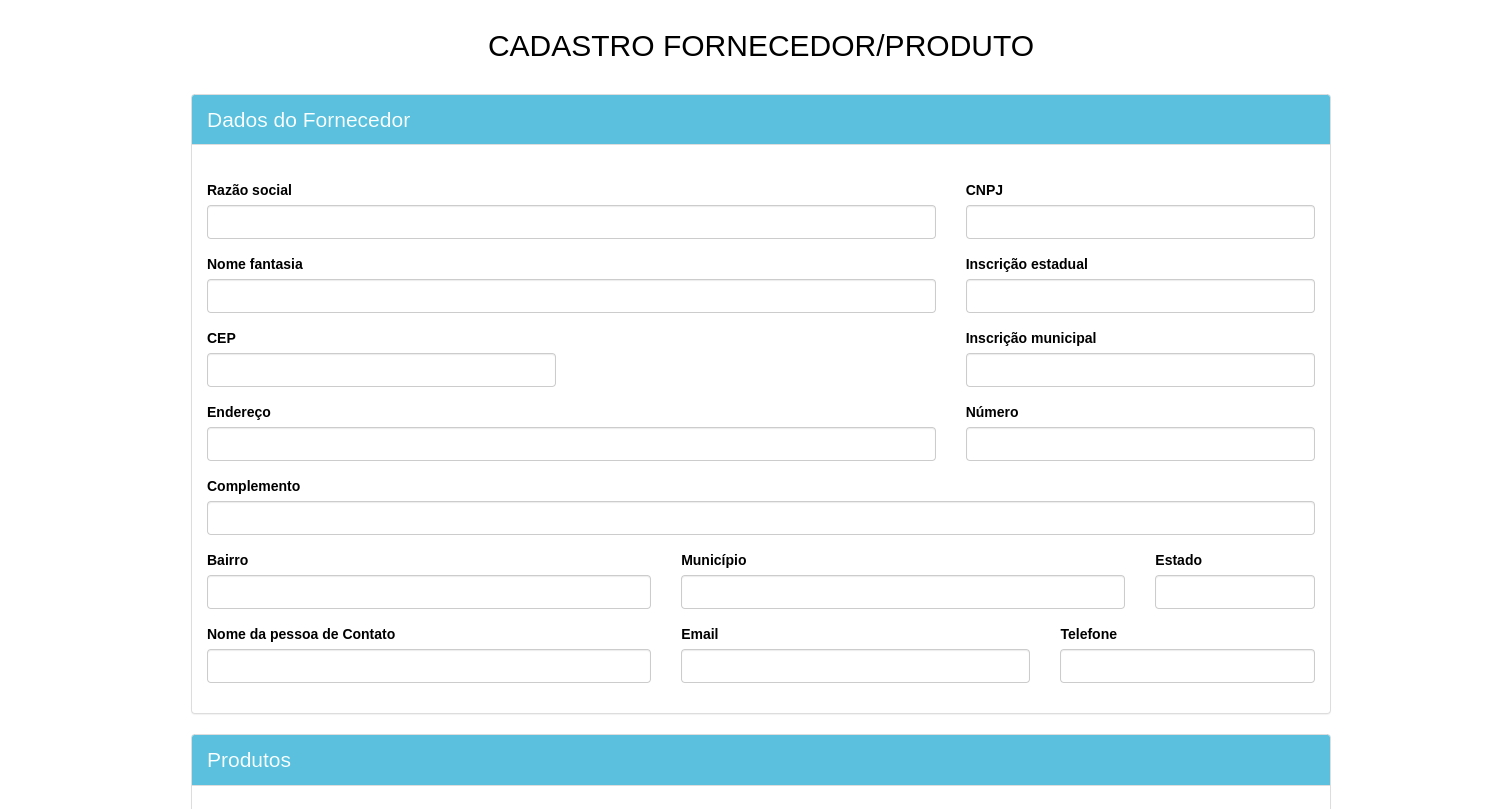 CADASTRO FORNECEDOR/PRODUTO
Dados do Fornecedor
Razão social
CNPJ
Nome fantasia
Inscrição estadual
CEP
Inscrição municipal
Endereço
Número
Complemento
Bairro
Município
Estado
Nome da pessoa de Contato
Email
Telefone
Produtos